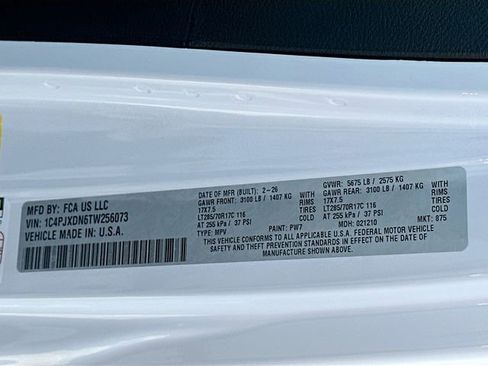 MFD BY: FCA US LLC
VIN: 1C4PJXDN6TW256073
VEHICLE MADE IN: U.S.A.
DATE OF MFR (BUILT): 2-26
GAWR FRONT: 3100 LB / 1407 KG
17X7.5 RIMS
LT285/70R17C 116 TIRES
AT 255 kPa / 37 PSI COLD
TYPE: MPV PAINT: PW7
GVWR: 5675 LB / 2575 KG
GAWR REAR: 3100 LB / 1407 KG
17X7.5 RIMS
LT285/70R17C 116 TIRES
AT 255 kPa / 37 PSI COLD
MDH: 021210 MKT: 875
THIS VEHICLE CONFORMS TO ALL APPLICABLE U.S.A. FEDERAL MOTOR VEHICLE
SAFETY AND THEFT PREVENTION STANDARDS IN EFFECT ON THE DATE OF MANUFACTURE
SHOWN ABOVE.